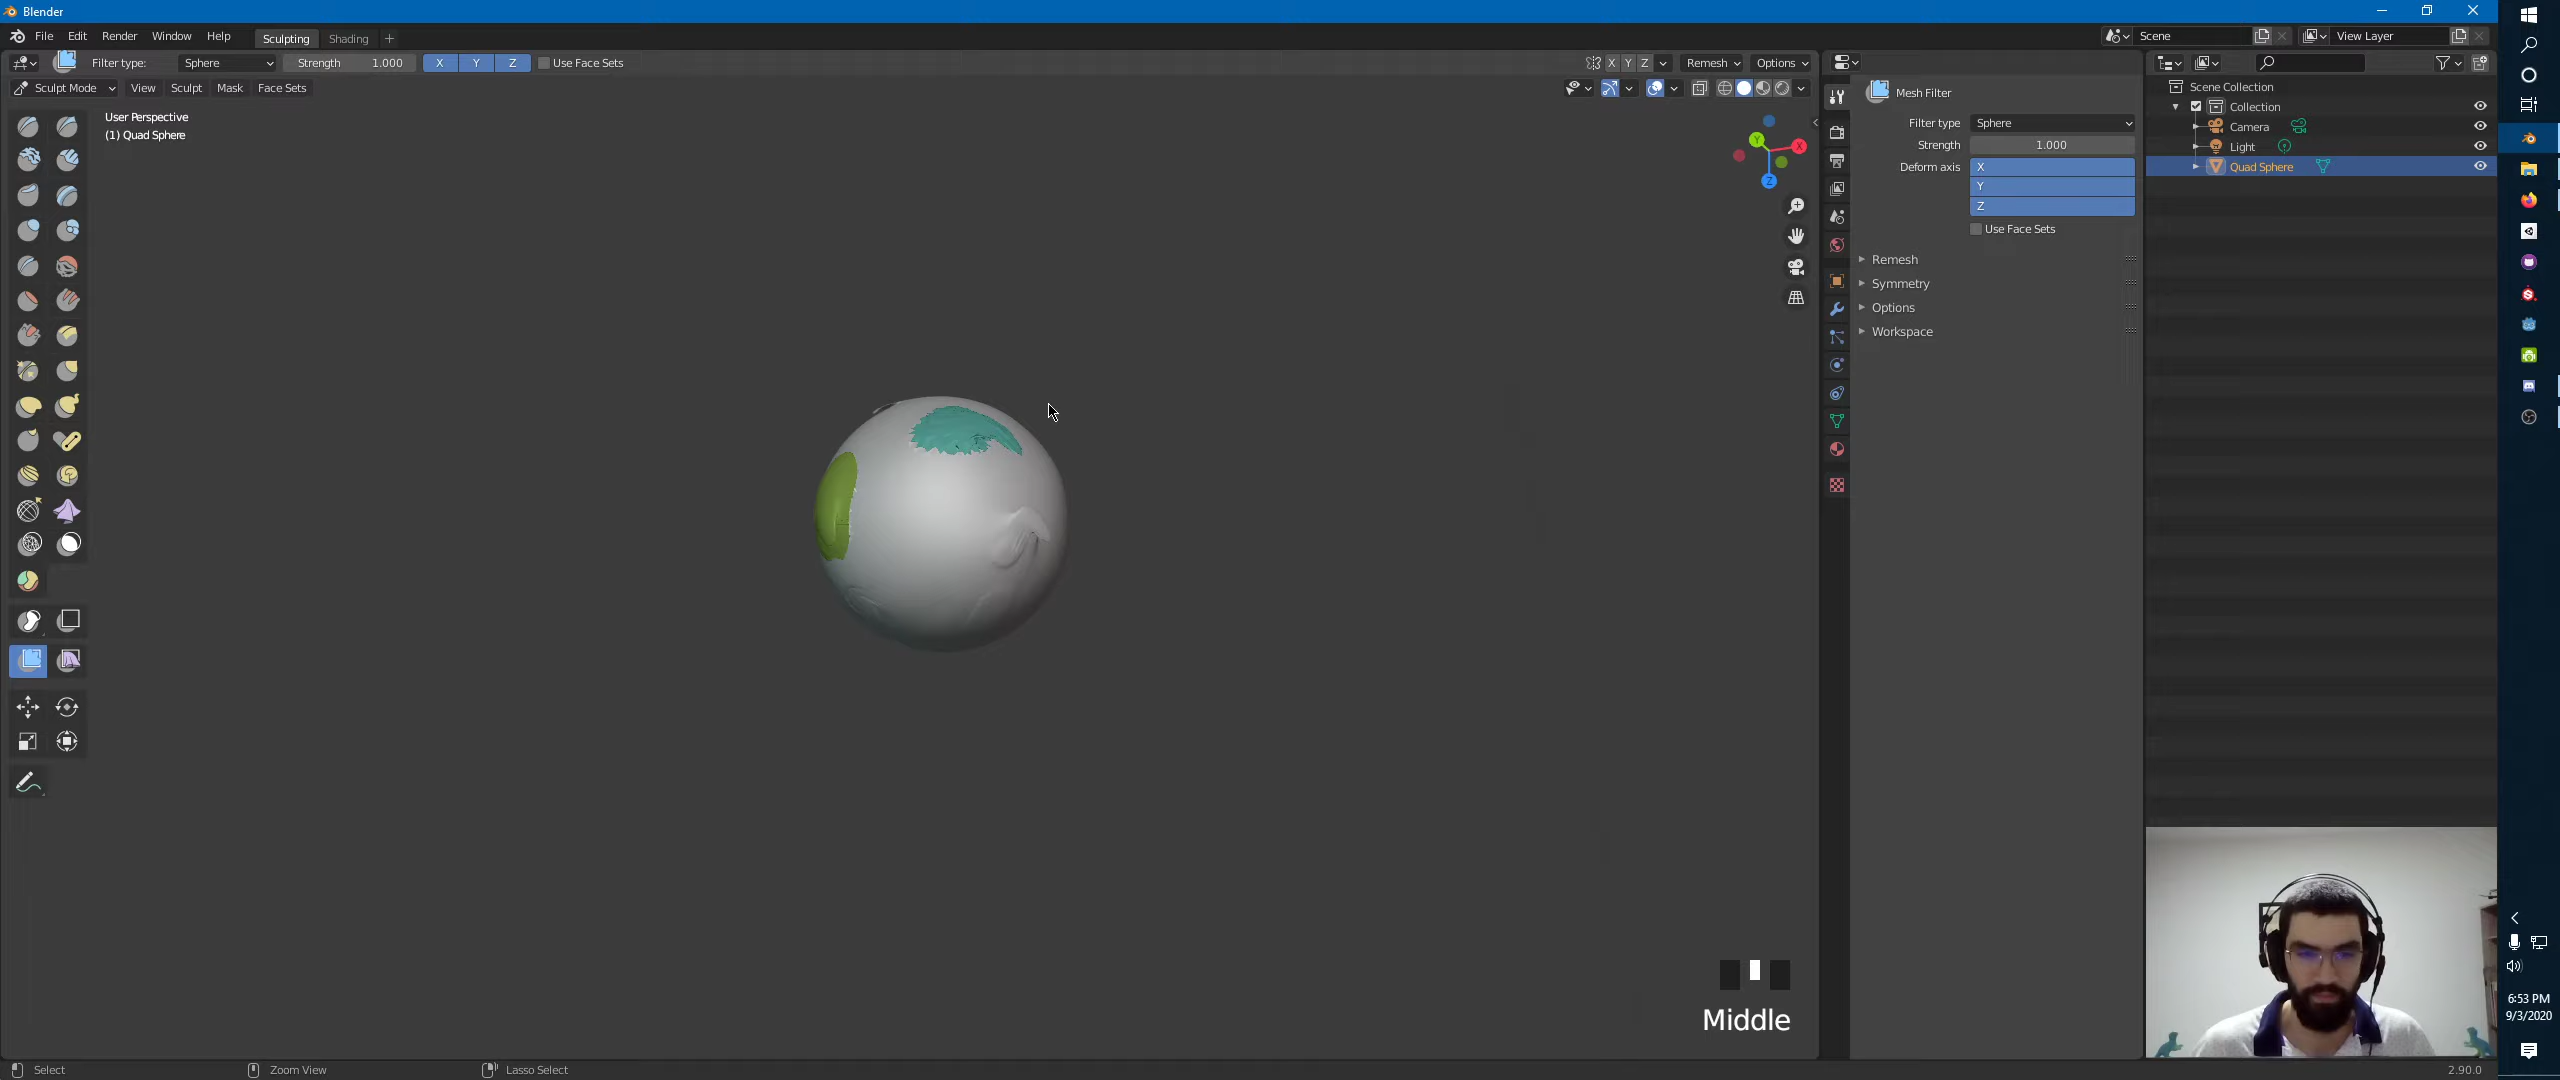 Blender
File Edit Render Window Help Sculpting Shading + Scene View Layer
Filter type: Sphere Strength 1.000 X Y Z Use Face Sets X Y Z Remesh Options
Sculpt Mode View Sculpt Mask Face Sets
User Perspective
(1) Quad Sphere
Y
X
Z
Mesh Filter
Filter type Sphere
Strength 1.000
Deform axis X
Y
Z
Use Face Sets
Remesh
Symmetry
Options
Workspace
Scene Collection
Collection
Camera
Light
Quad Sphere
Middle
6:53 PM
9/3/2020
Select Zoom View Lasso Select 2.90.0